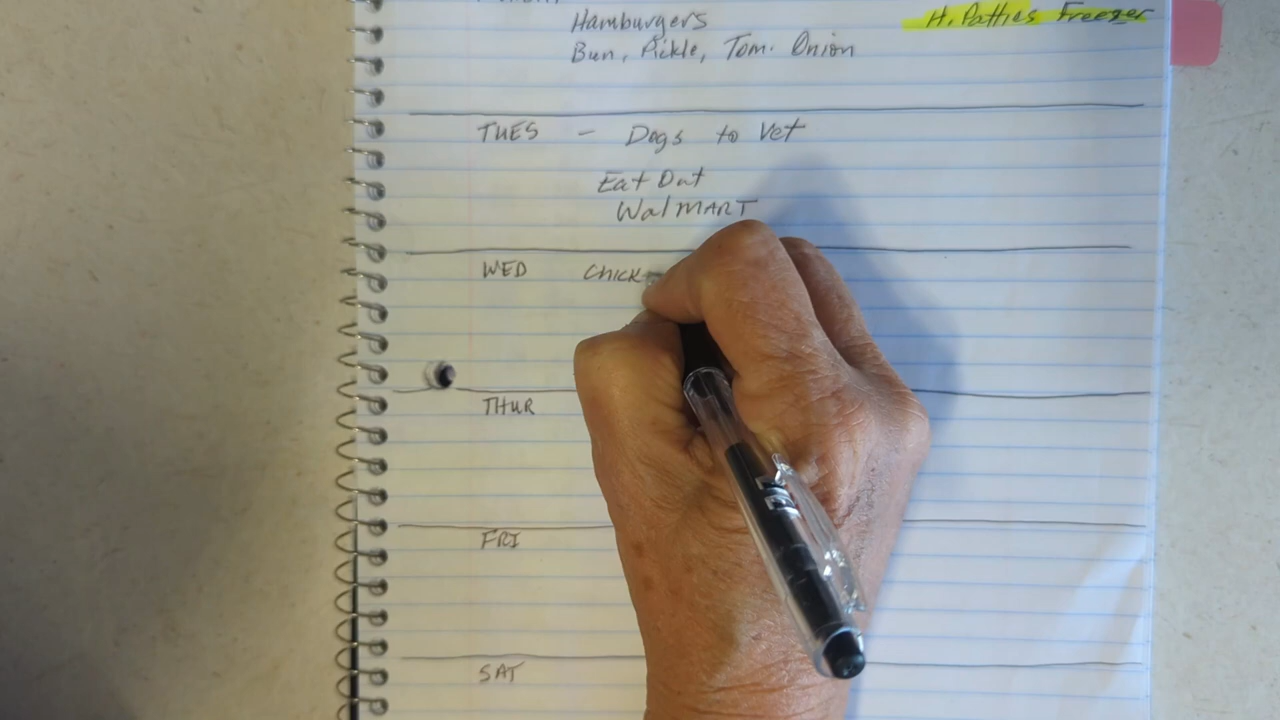 H. Patties Freezer
Hamburgers
Bun, Pickle, Tom. Onion
TUES - Dogs to Vet
Eat Out
WalMART
WED Chick
THUR
FRI
SAT